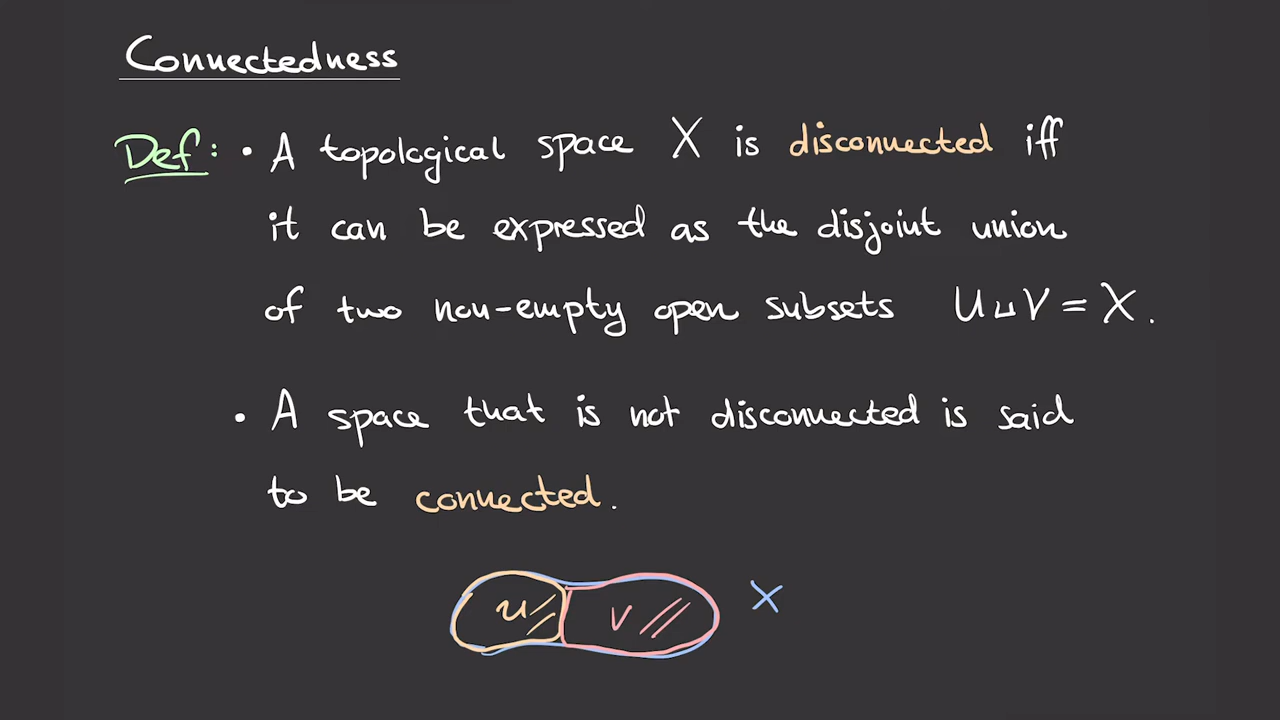 Connectedness
Def: • A topological space X is disconnected iff
it can be expressed as the disjoint union
of two non-empty open subsets U ⊔ V = X.
• A space that is not disconnected is said
to be connected.
U V X